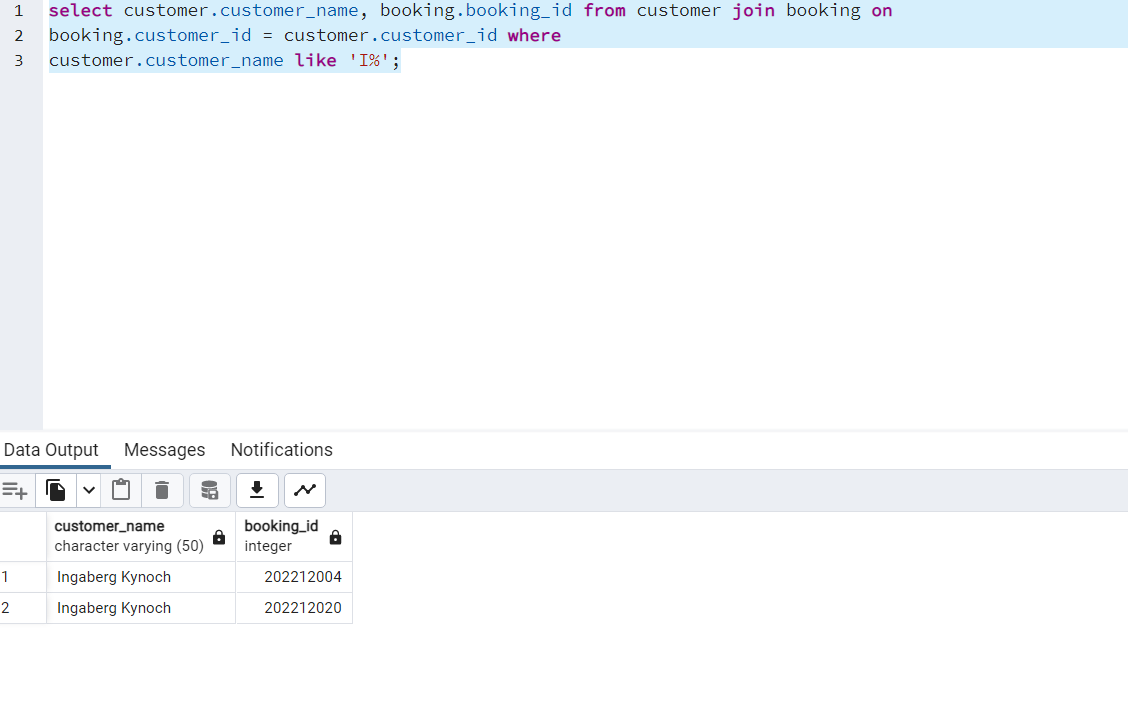 1 select customer.customer_name, booking.booking_id from customer join booking on
2 booking.customer_id = customer.customer_id where
3 customer.customer_name like 'I%';
Data Output Messages Notifications
customer_name booking_id
character varying (50) integer
1 Ingaberg Kynoch 202212004
2 Ingaberg Kynoch 202212020